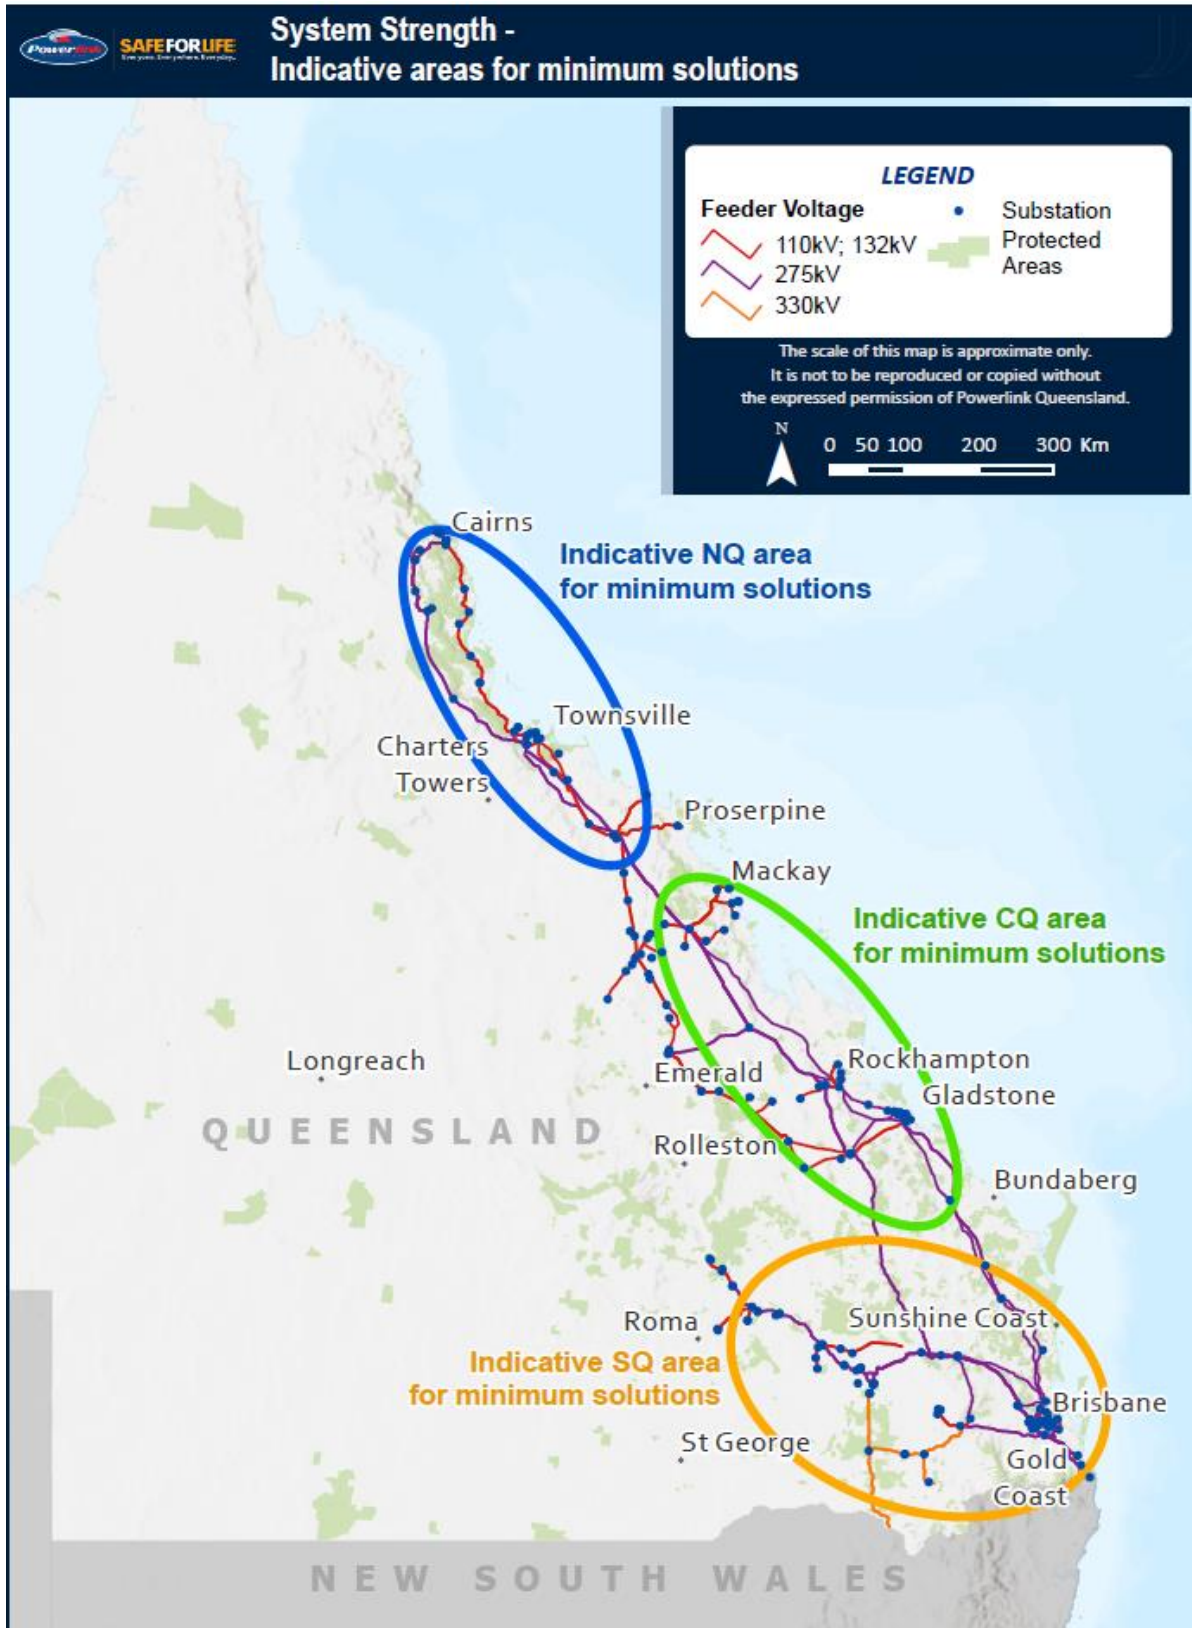 Powerlink
SAFEFORLIFE
Everyone. Everywhere. Everyday.
System Strength -
Indicative areas for minimum solutions
LEGEND
Feeder Voltage
110kV; 132kV
275kV
330kV
Substation
Protected
Areas
The scale of this map is approximate only.
It is not to be reproduced or copied without
the expressed permission of Powerlink Queensland.
N
0 50 100 200 300 Km
Cairns
Indicative NQ area
for minimum solutions
Townsville
Charters
Towers
Proserpine
Mackay
Indicative CQ area
for minimum solutions
Longreach
Emerald
Rockhampton
Gladstone
QUEENSLAND
Rolleston
Bundaberg
Roma
Sunshine Coast
Indicative SQ area
for minimum solutions
Brisbane
St George
Gold
Coast
NEW SOUTH WALES